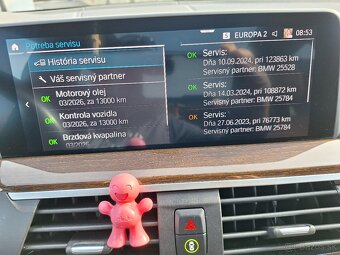 S EUROPA 2 08:53
Potreba servisu
História servisu
Váš servisný partner
OK Motorový olej
03/2026, za 13000 km
OK Kontrola vozidla
03/2026, za 12000 km
OK Brzdová kvapalina
03/2026
OK Servis:
Dňa 10.09.2024, pri 123863 km
Servisný partner: BMW 25528
OK Servis:
Dňa 14.03.2024, pri 108872 km
Servisný partner: BMW 25784
OK Servis:
Dňa 27.06.2023, pri 76773 km
Servisný partner: BMW 25784